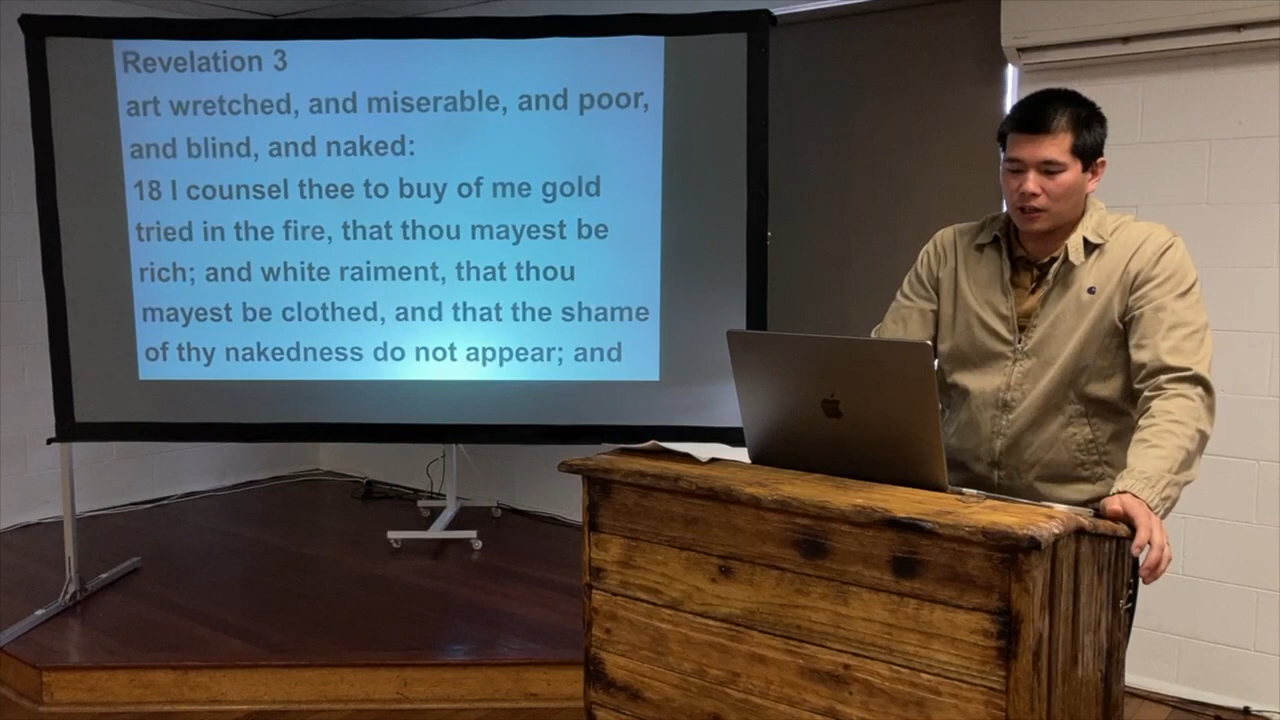 Revelation 3
art wretched, and miserable, and poor,
and blind, and naked:
18 I counsel thee to buy of me gold
tried in the fire, that thou mayest be
rich; and white raiment, that thou
mayest be clothed, and that the shame
of thy nakedness do not appear; and